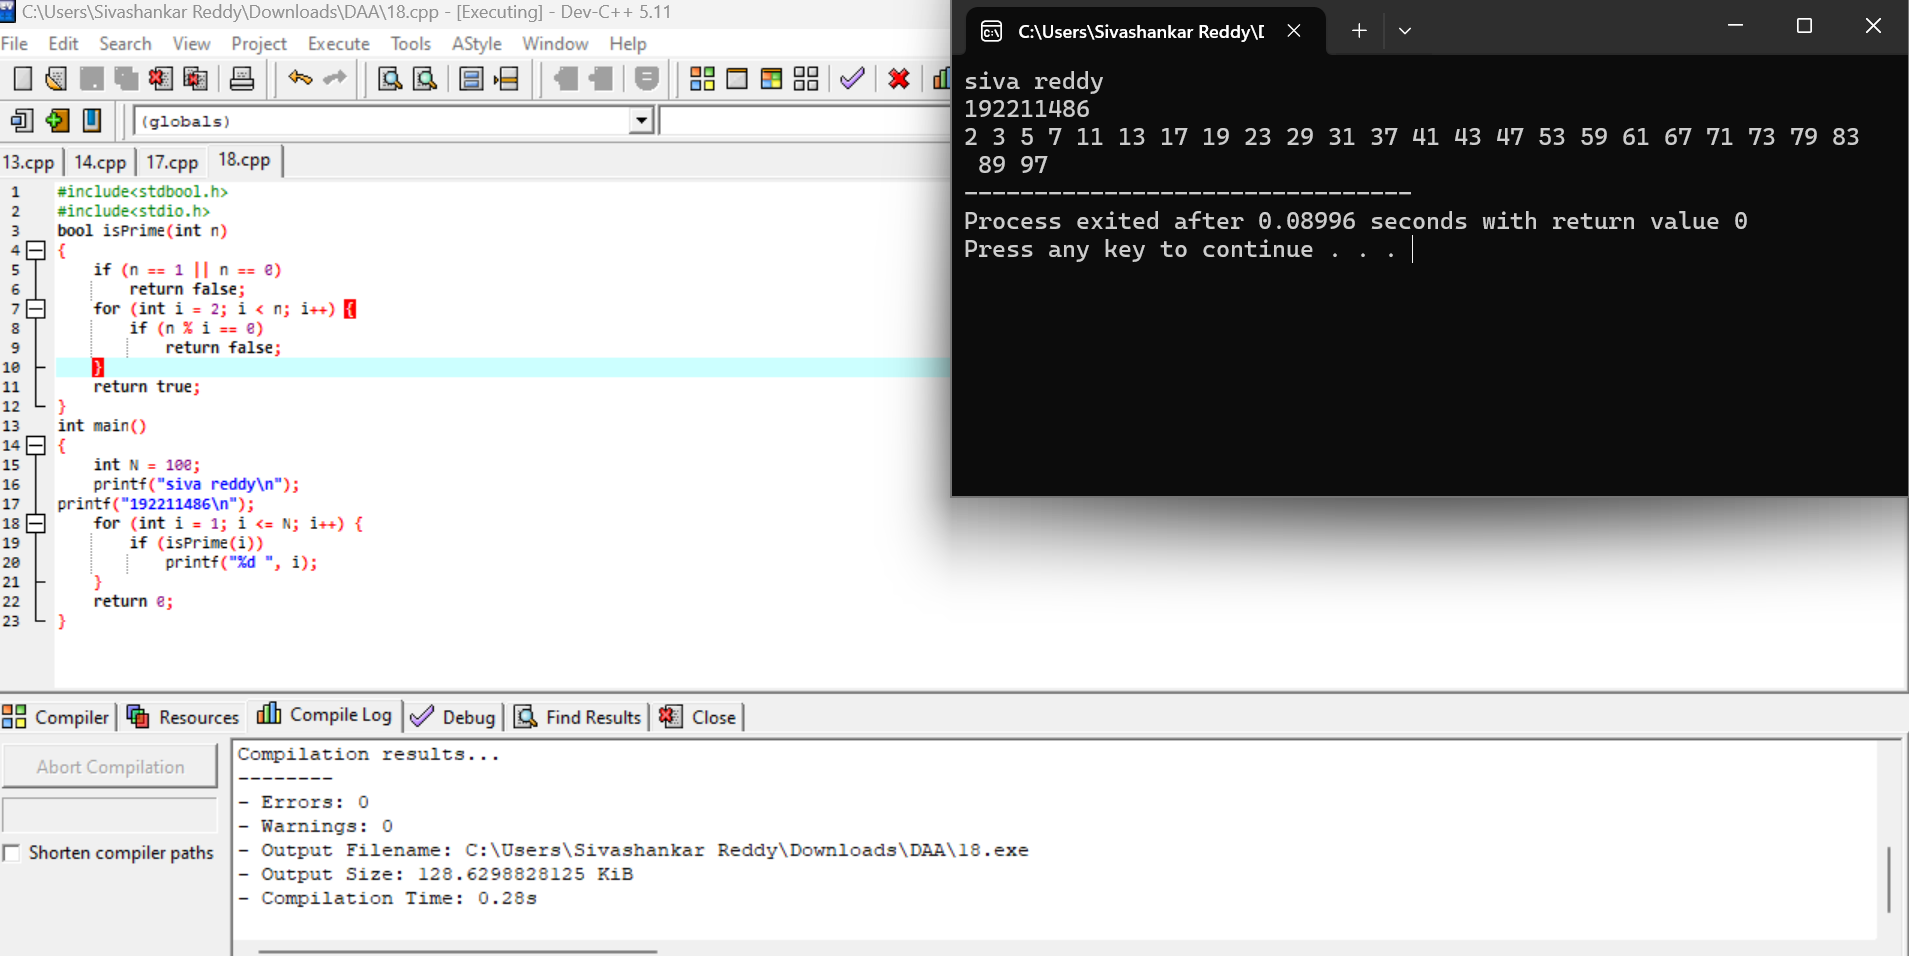 C:\Users\Sivashankar Reddy\Downloads\DAA\18.cpp - [Executing] - Dev-C++ 5.11
File Edit Search View Project Execute Tools AStyle Window Help
(globals)
13.cpp 14.cpp 17.cpp 18.cpp
1 #include<stdbool.h>
2 #include<stdio.h>
3 bool isPrime(int n)
4 {
5     if (n == 1 || n == 0)
6         return false;
7     for (int i = 2; i < n; i++) {
8         if (n % i == 0)
9             return false;
10     }
11     return true;
12 }
13 int main()
14 {
15     int N = 100;
16     printf("siva reddy\n");
17 printf("192211486\n");
18     for (int i = 1; i <= N; i++) {
19         if (isPrime(i))
20             printf("%d ", i);
21     }
22     return 0;
23 }
C:\Users\Sivashankar Reddy\D
siva reddy
192211486
2 3 5 7 11 13 17 19 23 29 31 37 41 43 47 53 59 61 67 71 73 79 83
 89 97
--------------------------------
Process exited after 0.08996 seconds with return value 0
Press any key to continue . . .
Compiler Resources Compile Log Debug Find Results Close
Abort Compilation
Shorten compiler paths
Compilation results...
--------
- Errors: 0
- Warnings: 0
- Output Filename: C:\Users\Sivashankar Reddy\Downloads\DAA\18.exe
- Output Size: 128.6298828125 KiB
- Compilation Time: 0.28s